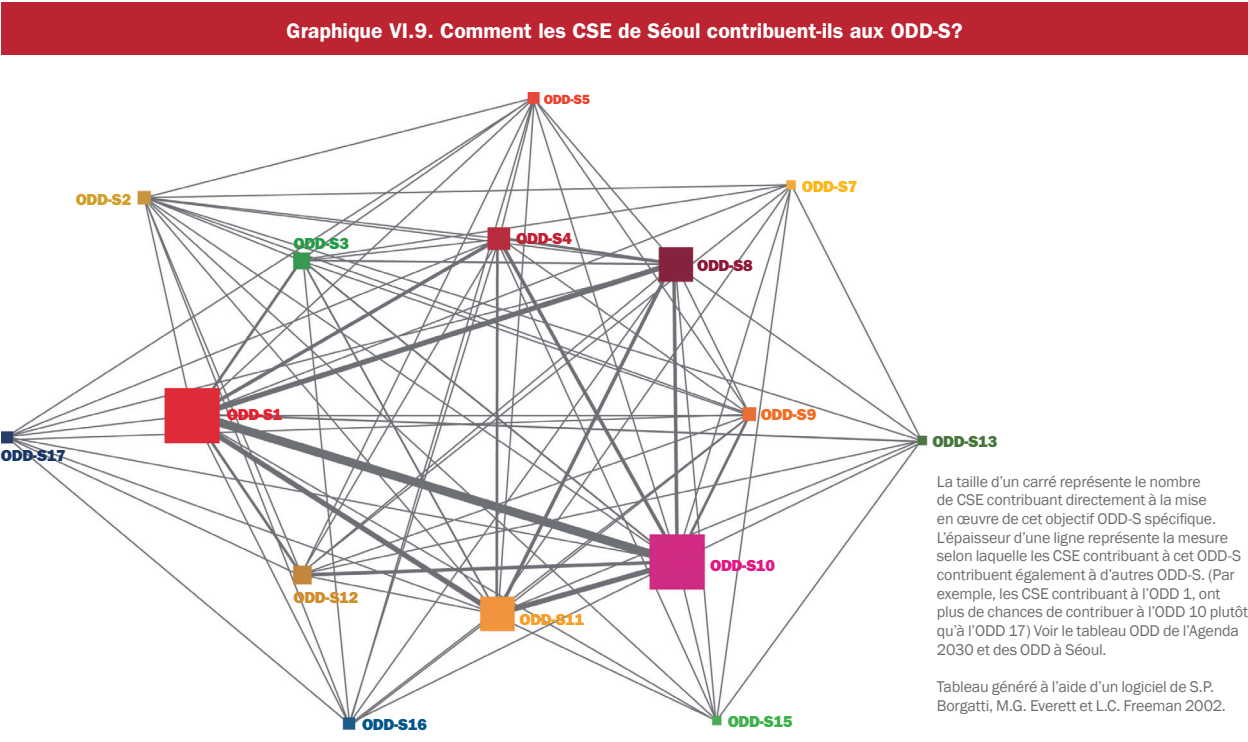 Graphique VI.9. Comment les CSE de Séoul contribuent-ils aux ODD-S?
ODD-S5
ODD-S7
ODD-S2
ODD-S4
ODD-S3
ODD-S8
ODD-S1
ODD-S9
ODD-S13
ODD-S17
ODD-S10
ODD-S12
ODD-S11
ODD-S16
ODD-S15
La taille d'un carré représente le nombre
de CSE contribuant directement à la mise
en œuvre de cet objectif ODD-S spécifique.
L'épaisseur d'une ligne représente la mesure
selon laquelle les CSE contribuant à cet ODD-S
contribuent également à d'autres ODD-S. (Par
exemple, les CSE contribuant à l'ODD 1, ont
plus de chances de contribuer à l'ODD 10 plutôt
qu'à l'ODD 17) Voir le tableau ODD de l'Agenda
2030 et des ODD à Séoul.
Tableau généré à l'aide d'un logiciel de S.P.
Borgatti, M.G. Everett et L.C. Freeman 2002.